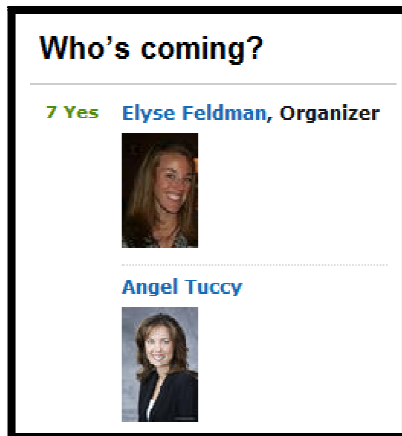 Who's coming?
7 Yes Elyse Feldman, Organizer
Angel Tuccy